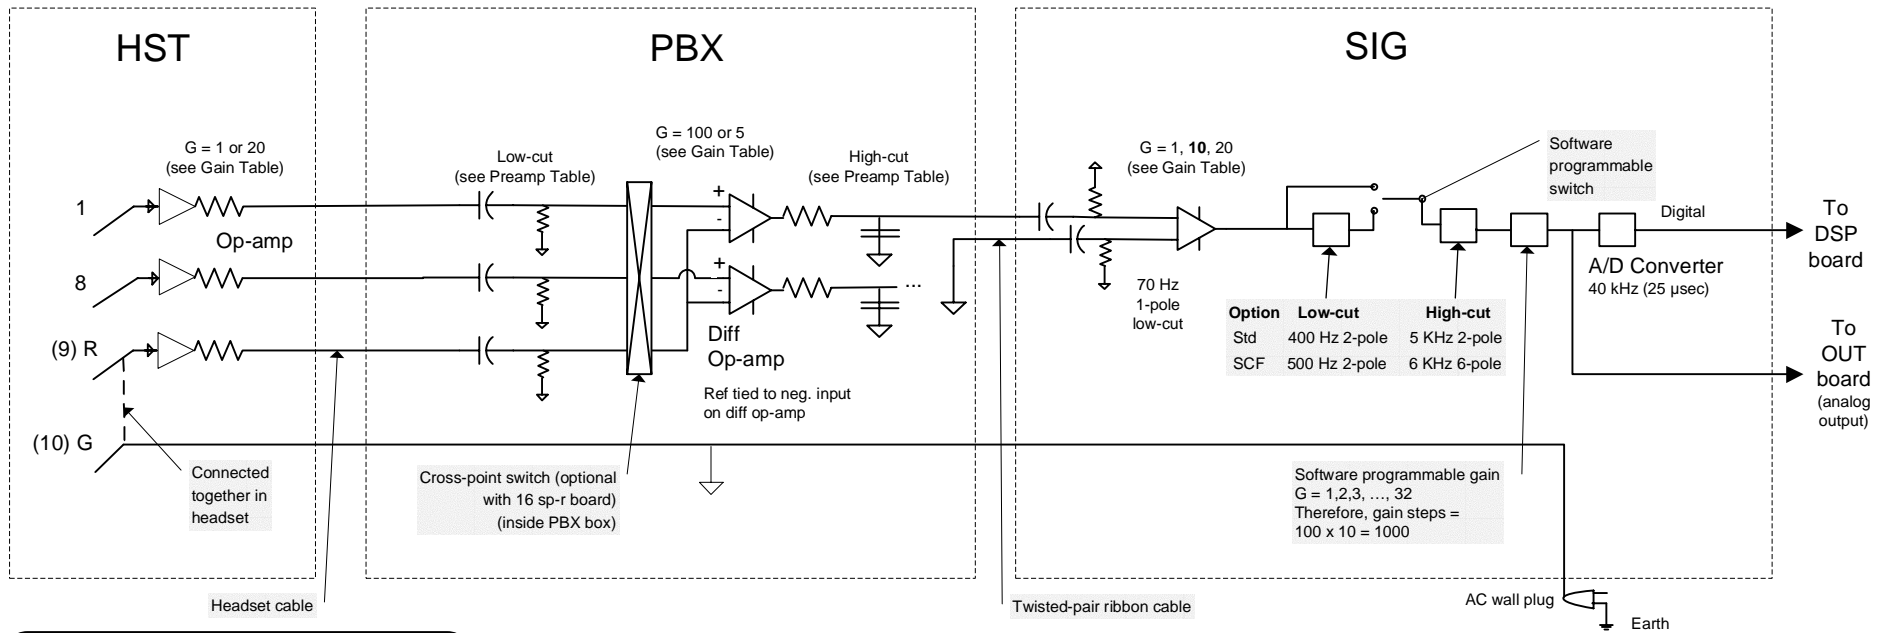 HST
PBX
SIG
G = 1 or 20
(see Gain Table)
Low-cut
(see Preamp Table)
G = 100 or 5
(see Gain Table)
High-cut
(see Preamp Table)
G = 1, 10, 20
(see Gain Table)
Software
programmable
switch
1
Op-amp
8
(9) R
(10) G
+
-
+
-
...
Diff
Op-amp
Ref tied to neg. input
on diff op-amp
70 Hz
1-pole
low-cut
Option Low-cut High-cut
Std 400 Hz 2-pole 5 KHz 2-pole
SCF 500 Hz 2-pole 6 KHz 6-pole
Digital
A/D Converter
40 kHz (25 µsec)
To
DSP
board
To
OUT
board
(analog
output)
Connected
together in
headset
Cross-point switch (optional
with 16 sp-r board)
(inside PBX box)
Software programmable gain
G = 1,2,3, …, 32
Therefore, gain steps =
100 x 10 = 1000
Headset cable
Twisted-pair ribbon cable
AC wall plug
Earth